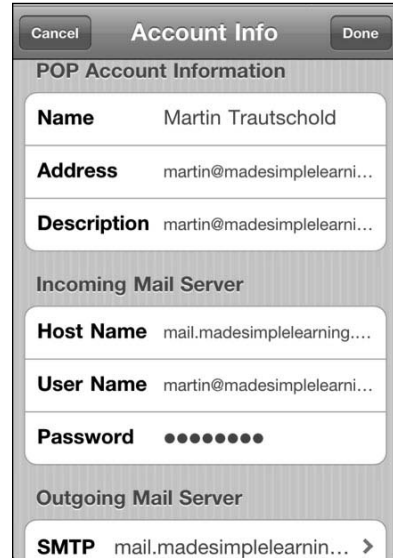 Cancel Account Info Done
POP Account Information
Name Martin Trautschold
Address martin@madesimplelearni...
Description martin@madesimplelearni...
Incoming Mail Server
Host Name mail.madesimplelearning....
User Name martin@madesimplelearni...
Password ●●●●●●●●
Outgoing Mail Server
SMTP mail.madesimplelearnin... >